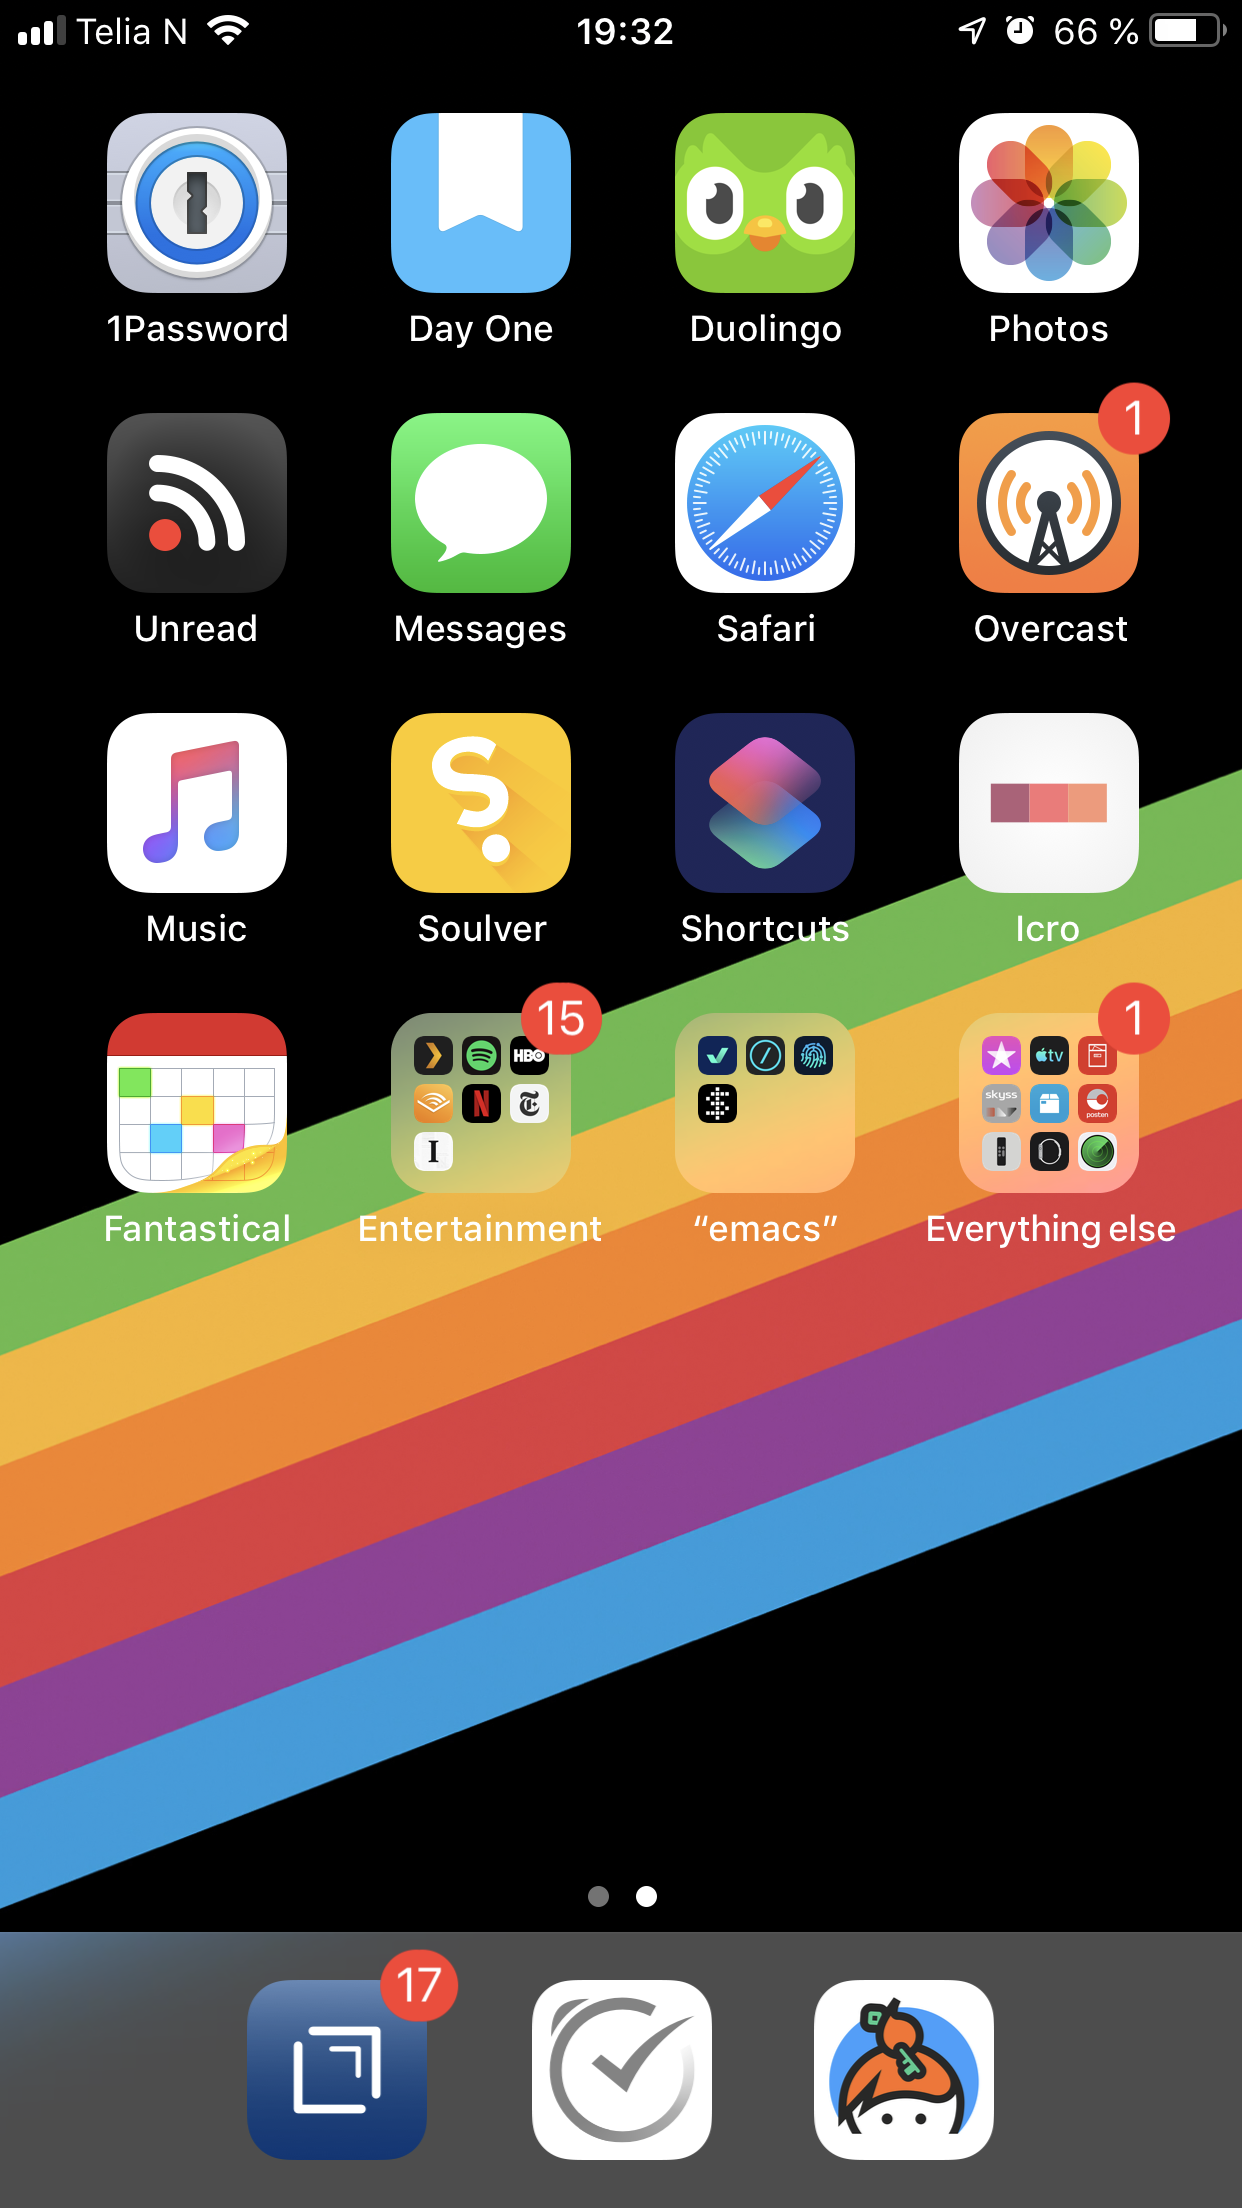 Telia N 19:32 66 %
1Password Day One Duolingo Photos
1
Unread Messages Safari Overcast
Music Soulver Shortcuts Icro
15 1
HBO tv
skyss posten
I
Fantastical Entertainment “emacs” Everything else
17